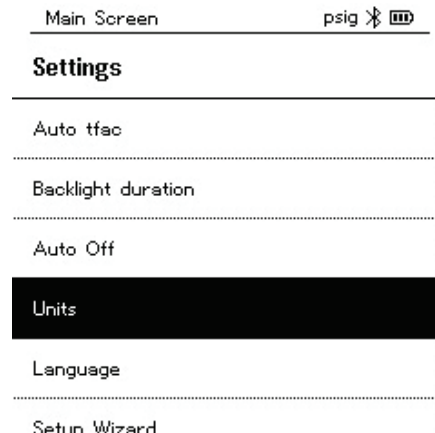 Main Screen psig
Settings
Auto tfac
Backlight duration
Auto Off
Units
Language
Setup Wizard